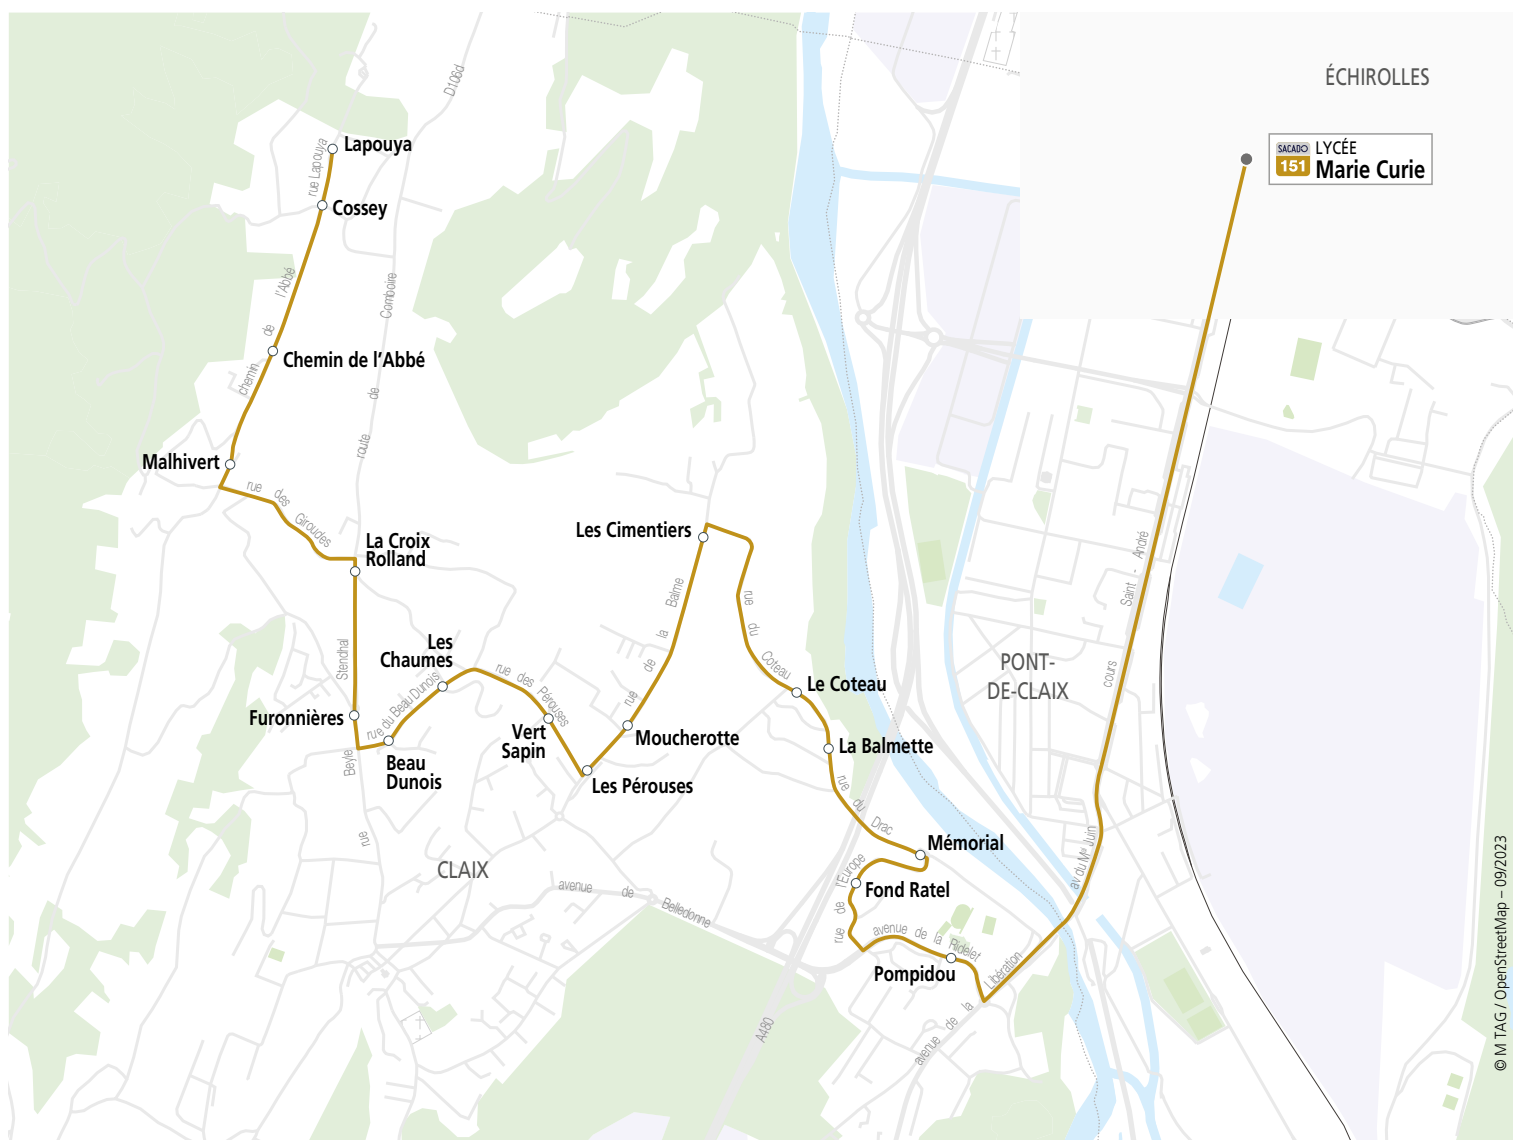 ÉCHIROLLES
SACADO
151
LYCÉE
Marie Curie
D106d
Lapouya
rue Lapouya
Cossey
chemin de l'Abbé
Chemin de l'Abbé
route de Comboire
Malhivert
rue des Giroudes
La Croix
Rolland
Les Cimentiers
rue de la Balme
rue du Coteau
Saint - André
cours
PONT-
DE-CLAIX
Les
Chaumes
Stendhal
Beyle
rue
rue du Beau Dunois
rue des Pérouses
Furonnières
Vert
Sapin
Beau
Dunois
Les Pérouses
Moucherotte
Le Coteau
La Balmette
rue du Drac
Mémorial
av du Mal Juin
CLAIX
Fond Ratel
rue de l'Europe
avenue de Belledonne
avenue de la Ridelet
Pompidou
avenue de la Libération
A480
© M TAG / OpenStreetMap – 09/2023